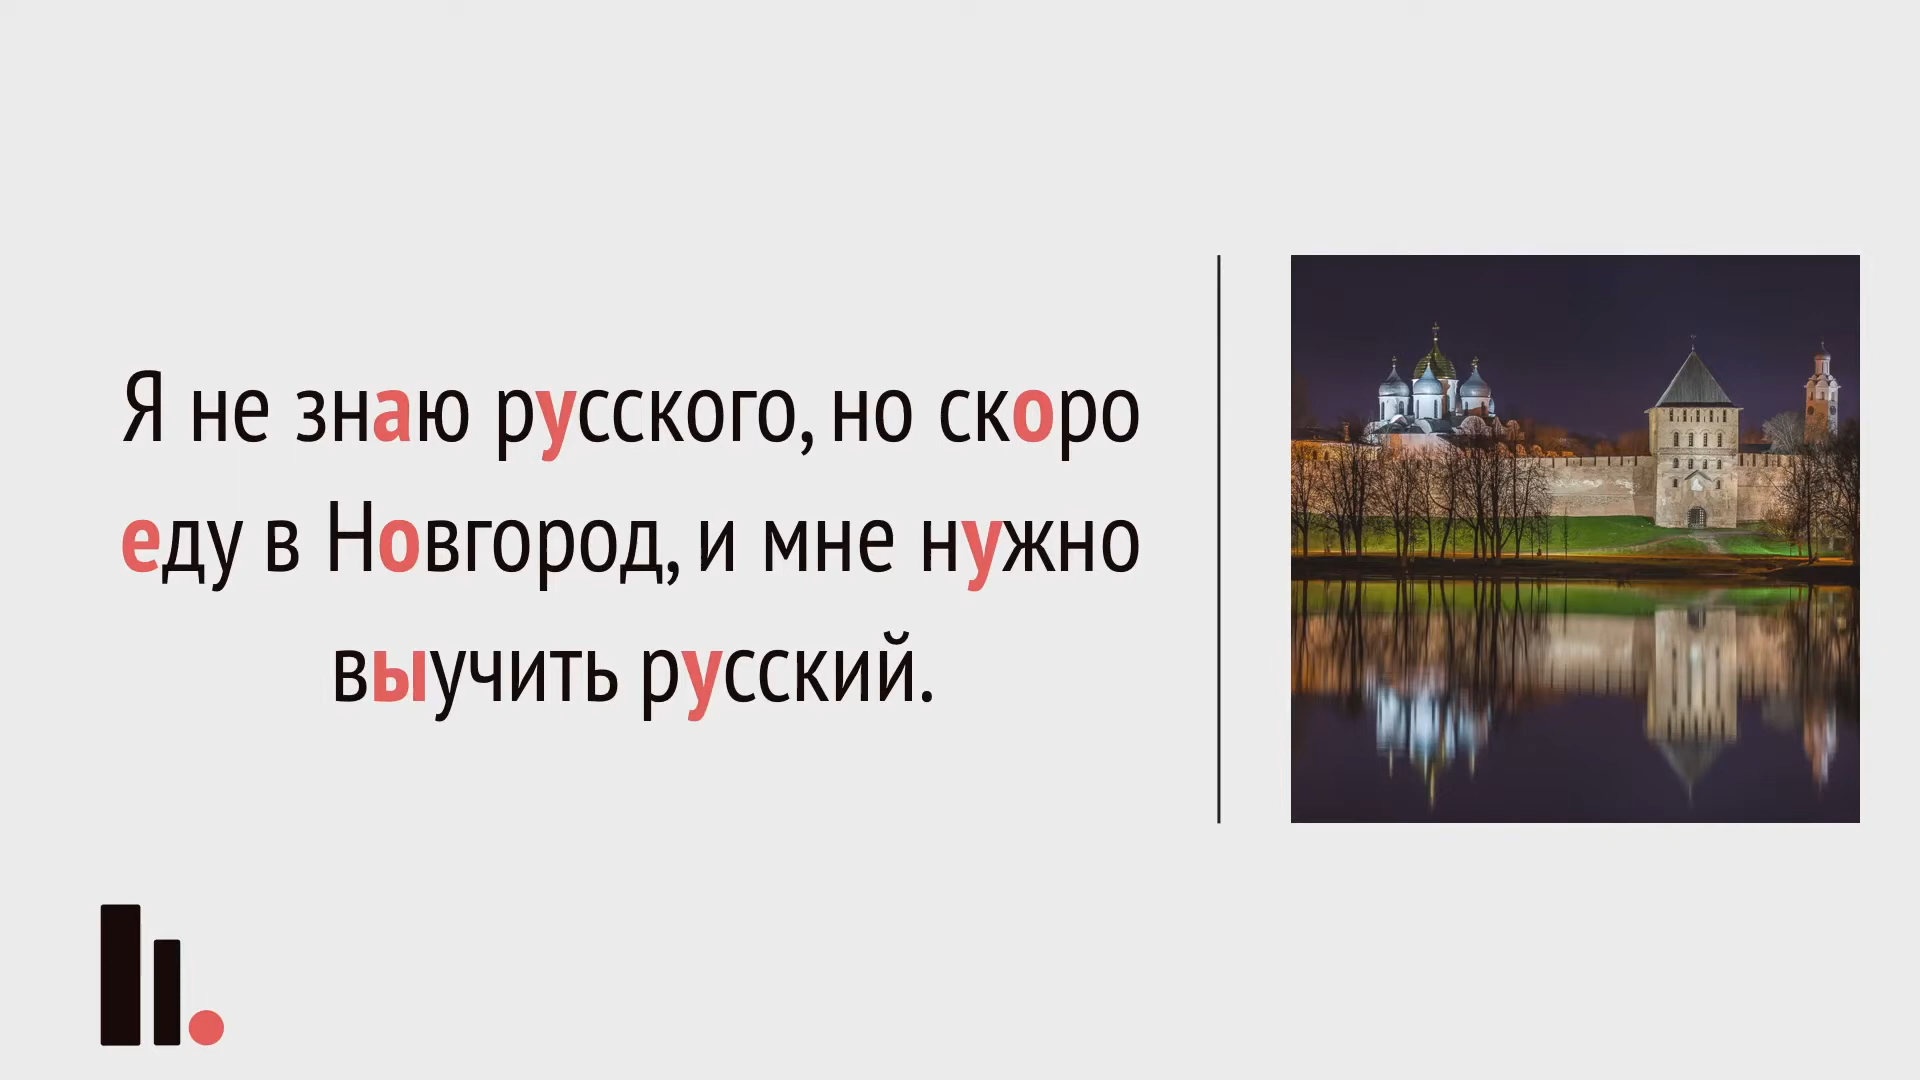 Я не знаю русского, но скоро
еду в Новгород, и мне нужно
выучить русский.